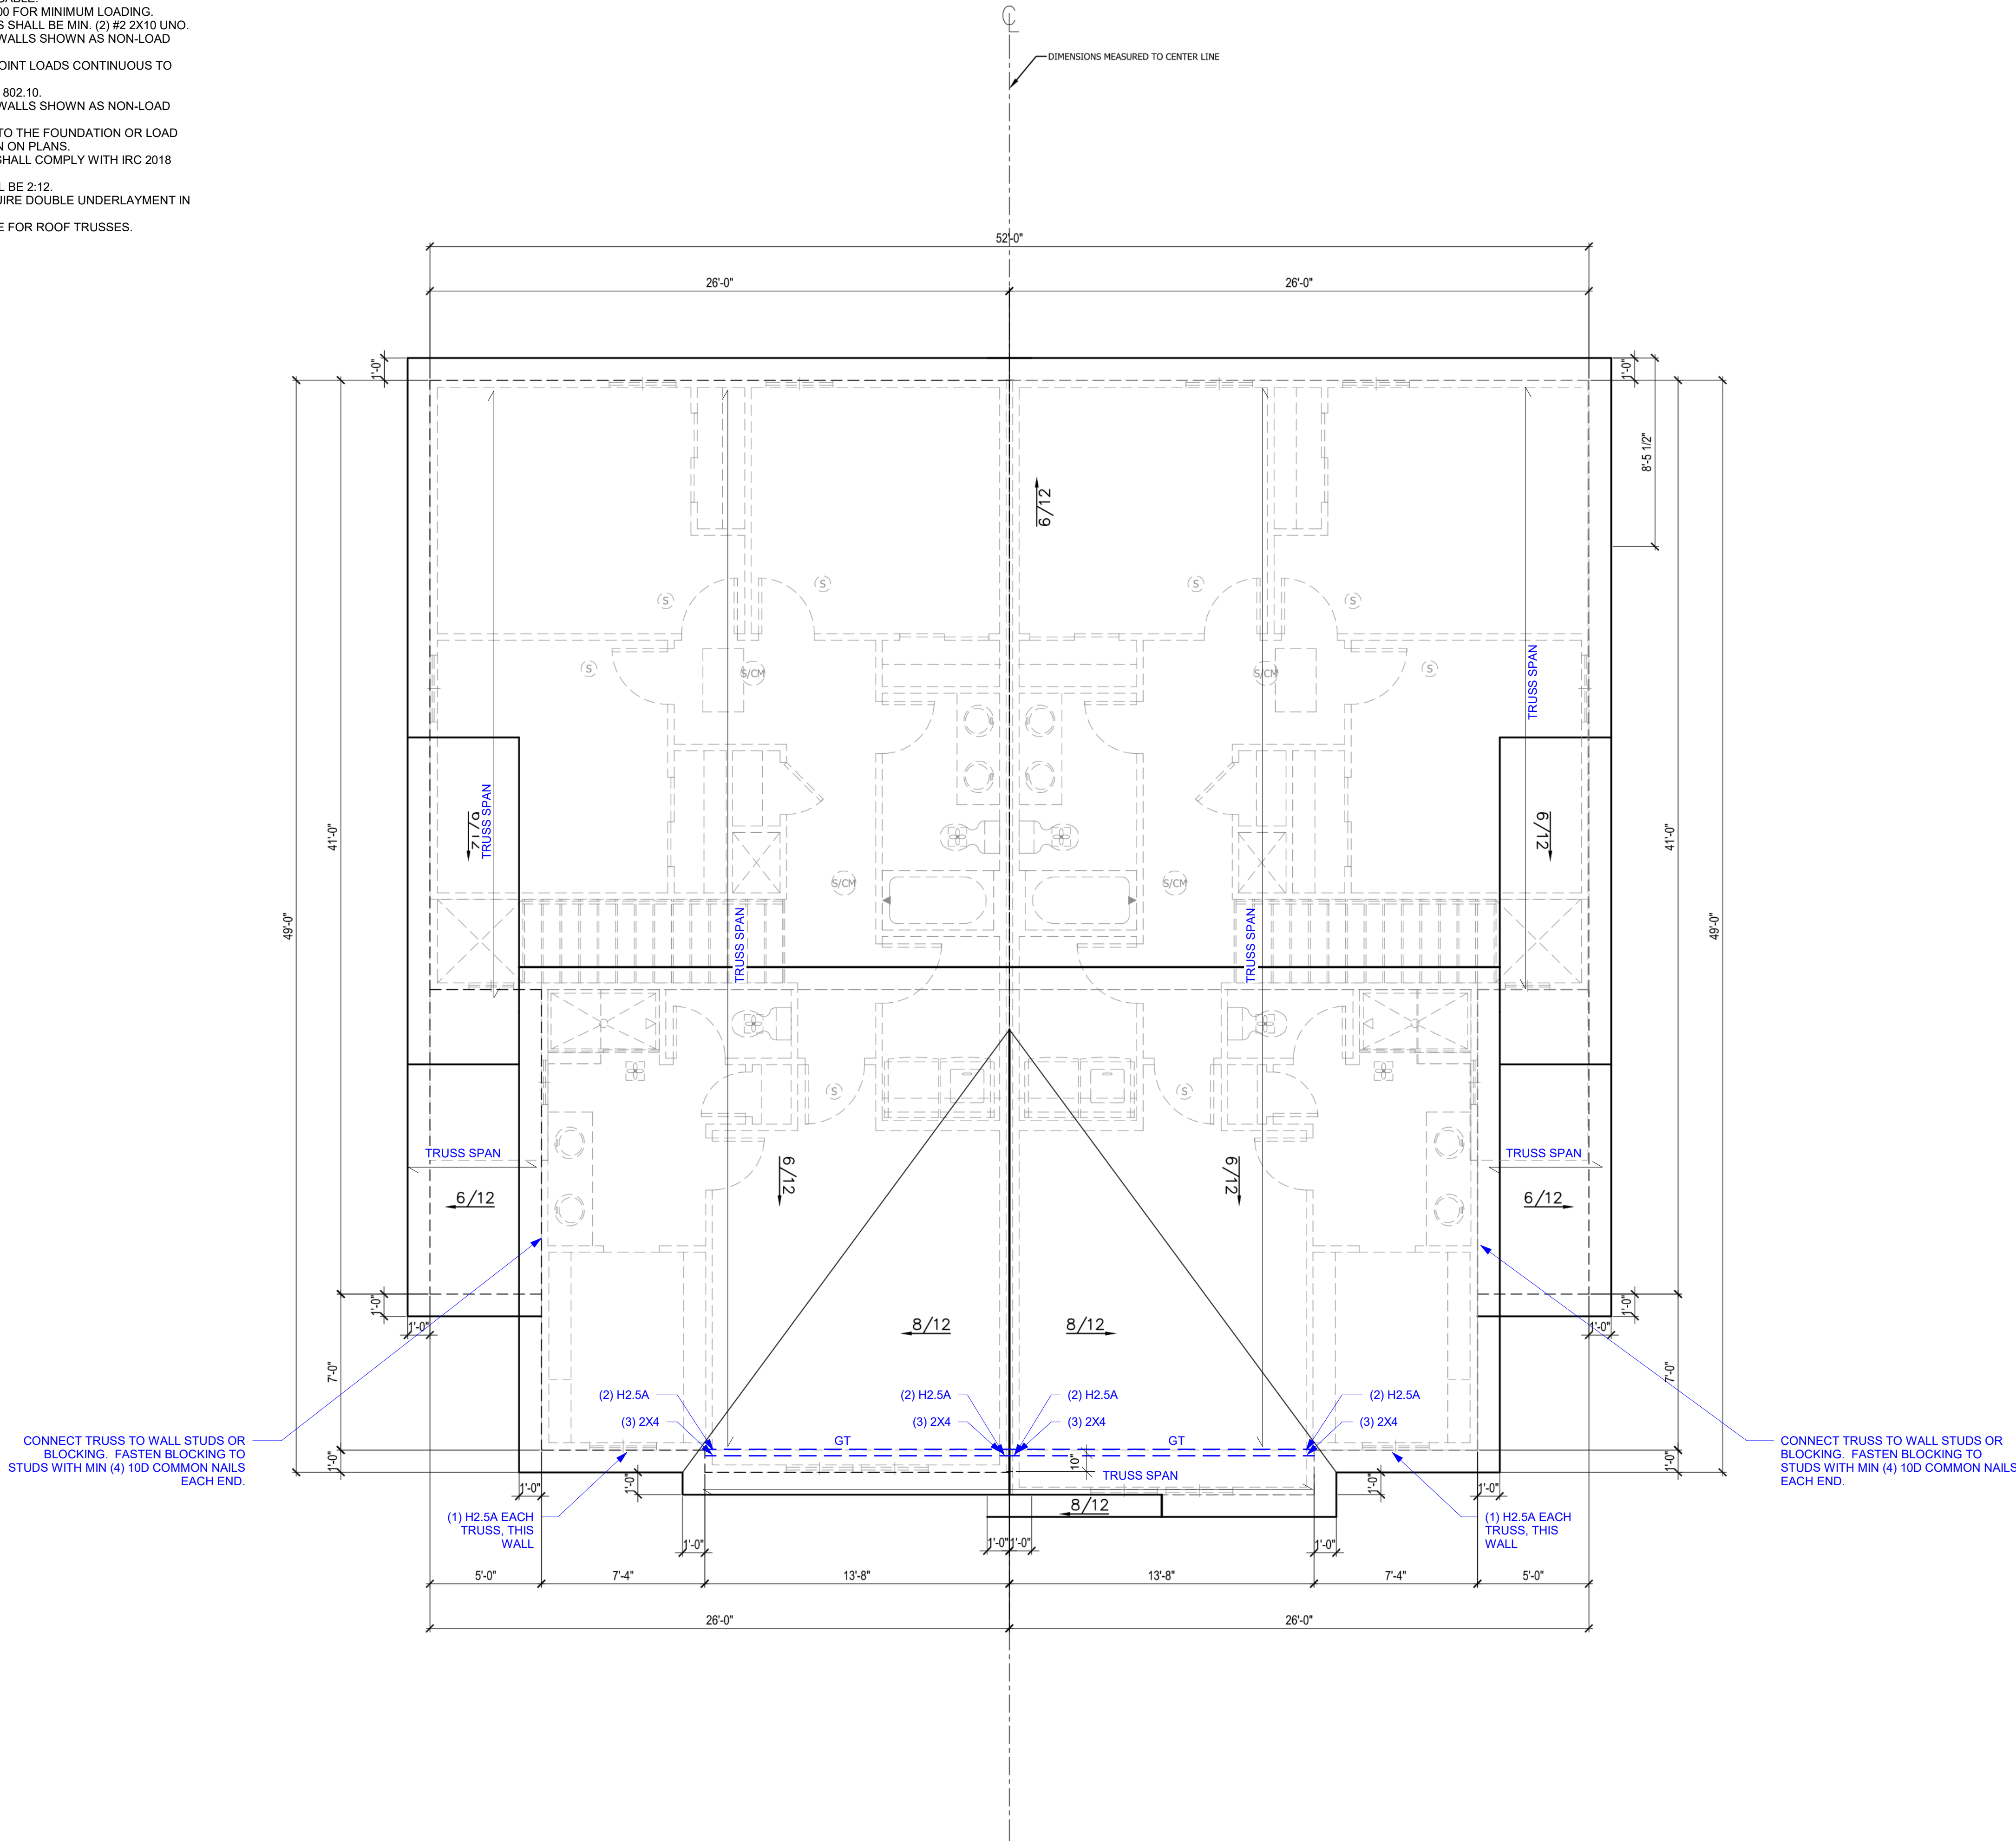 00 FOR MINIMUM LOADING.
S SHALL BE MIN. (2) #2 2X10 UNO.
WALLS SHOWN AS NON-LOAD
OINT LOADS CONTINUOUS TO
802.10.
WALLS SHOWN AS NON-LOAD
TO THE FOUNDATION OR LOAD
N ON PLANS.
SHALL COMPLY WITH IRC 2018
L BE 2:12.
UIRE DOUBLE UNDERLAYMENT IN
E FOR ROOF TRUSSES.
CL
DIMENSIONS MEASURED TO CENTER LINE
52'-0"
26'-0"
26'-0"
1'-0"
1'-0"
8'-5 1/2"
6/12
S
S
S
S
S
S
S/CM
S/CM
TRUSS SPAN
TRUSS SPAN
6/12
6/12
41'-0"
41'-0"
49'-0"
49'-0"
S/CM
S/CM
TRUSS SPAN
TRUSS SPAN
S
S
TRUSS SPAN
TRUSS SPAN
6/12
6/12
6/12
6/12
1'-0"
1'-0"
1'-0"
1'-0"
8/12
8/12
7'-0"
7'-0"
(2) H2.5A
(2) H2.5A
(2) H2.5A
(2) H2.5A
(3) 2X4
(3) 2X4
(3) 2X4
(3) 2X4
GT
GT
CONNECT TRUSS TO WALL STUDS OR
BLOCKING. FASTEN BLOCKING TO
STUDS WITH MIN (4) 10D COMMON NAILS
EACH END.
CONNECT TRUSS TO WALL STUDS OR
BLOCKING. FASTEN BLOCKING TO
STUDS WITH MIN (4) 10D COMMON NAILS
EACH END.
1'-0"
1'-0"
10"
TRUSS SPAN
1'-0"
1'-0"
1'-0"
1'-0"
8/12
(1) H2.5A EACH
TRUSS, THIS
WALL
(1) H2.5A EACH
TRUSS, THIS
WALL
1'-0"
1'-0"
1'-0"
1'-0"
5'-0"
7'-4"
13'-8"
13'-8"
7'-4"
5'-0"
26'-0"
26'-0"